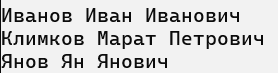 Иванов Иван Иванович
Климков Марат Петрович
Янов Ян Янович